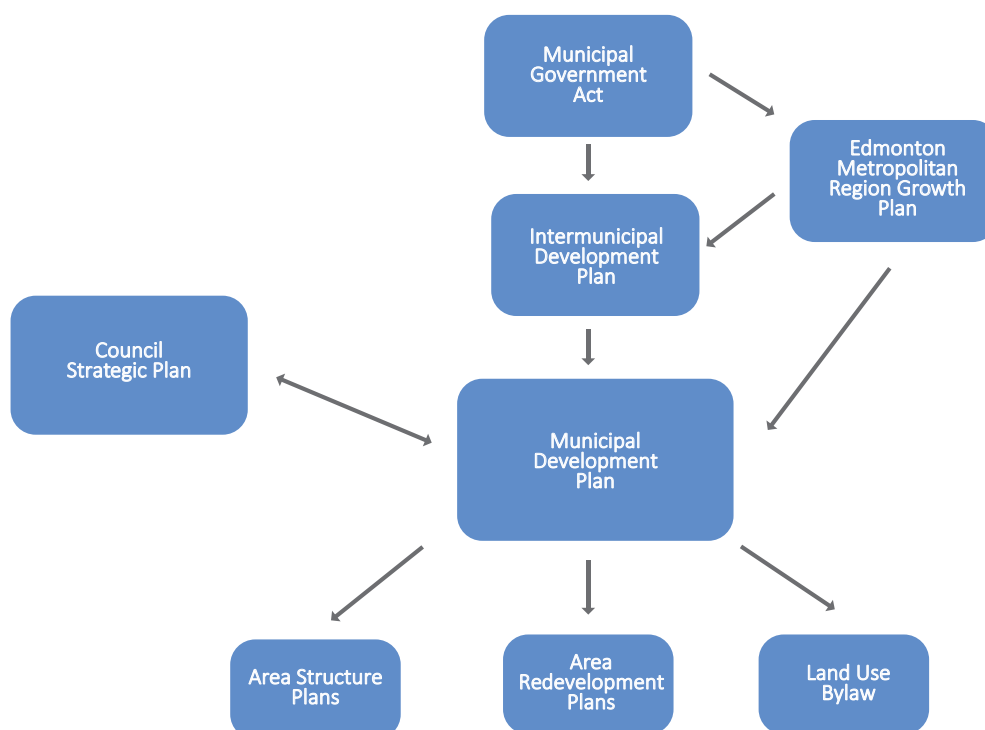 Municipal
Government
Act
Edmonton
Metropolitan
Region Growth
Plan
Intermunicipal
Development
Plan
Council
Strategic Plan
Municipal
Development
Plan
Area Structure
Plans
Area
Redevelopment
Plans
Land Use
Bylaw